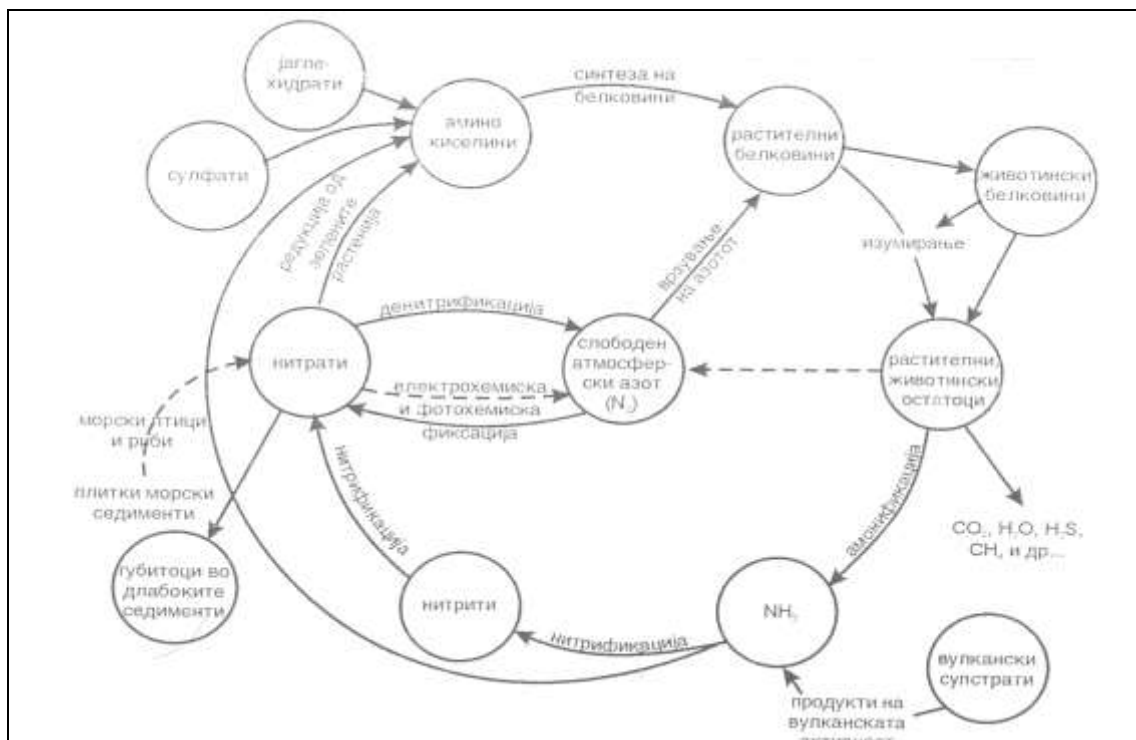 јагле-
хидрати
сулфати
амино
киселини
синтеза на
белковини
растителни
белковини
животински
белковини
изумирање
редукција од
зелените
растенија
врзување
на азотот
денитрификација
нитрати
слободен
атмосфер-
ски азот
(N₂)
електрохемиска
и фотохемиска
фиксација
растителни,
животински
остатоци
морски птици
и риби
плитки морски
седименти
губитоци во
длабоките
седименти
нитрификација
нитрити
нитрификација
амонификација
NH₃
CO₂, H₂O, H₂S,
CH₄ и др...
вулкански
супстрати
продукти на
вулканската